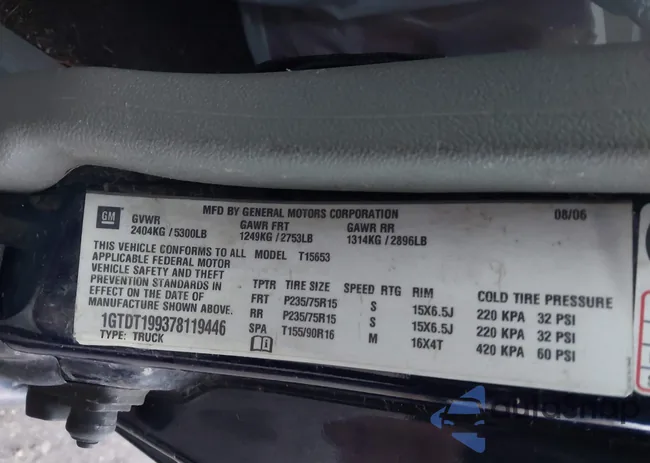 GM
MFD BY GENERAL MOTORS CORPORATION 08/06
GVWR GAWR FRT GAWR RR
2404KG/5300LB 1249KG/2753LB 1314KG/2896LB
THIS VEHICLE CONFORMS TO ALL MODEL T15653
APPLICABLE FEDERAL MOTOR
VEHICLE SAFETY AND THEFT
PREVENTION STANDARDS IN
EFFECT ON THE DATE OF
MANUFACTURE SHOWN ABOVE.
1GTDT199378119446
TYPE: TRUCK
TPTR TIRE SIZE SPEED RTG RIM COLD TIRE PRESSURE
FRT P235/75R15 S 15X6.5J 220 KPA 32 PSI
RR P235/75R15 S 15X6.5J 220 KPA 32 PSI
SPA T155/90R16 M 16X4T 420 KPA 60 PSI
autosnap